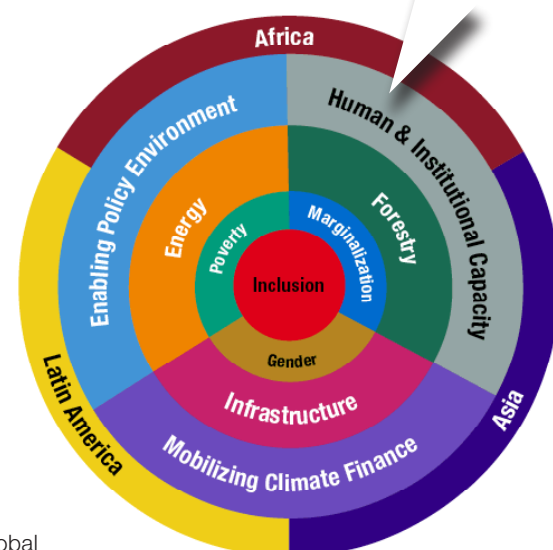 Africa
Enabling Policy Environment
Human & Institutional Capacity
Energy
Forestry
Poverty
Marginalization
Inclusion
Gender
Infrastructure
Latin America
Asia
Mobilizing Climate Finance